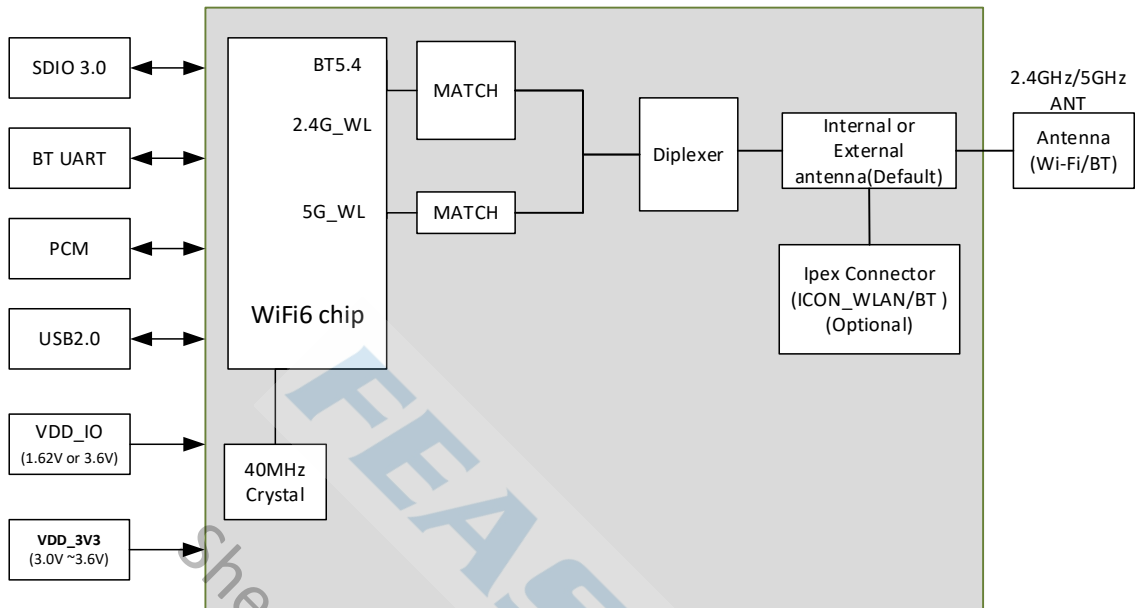 SDIO 3.0
BT UART
PCM
USB2.0
VDD_IO
(1.62V or 3.6V)
VDD_3V3
(3.0V ~3.6V)
BT5.4
2.4G_WL
5G_WL
WiFi6 chip
40MHz
Crystal
MATCH
MATCH
Diplexer
Internal or
External
antenna(Default)
Ipex Connector
(ICON_WLAN/BT )
(Optional)
2.4GHz/5GHz
ANT
Antenna
(Wi-Fi/BT)
She
FEAS